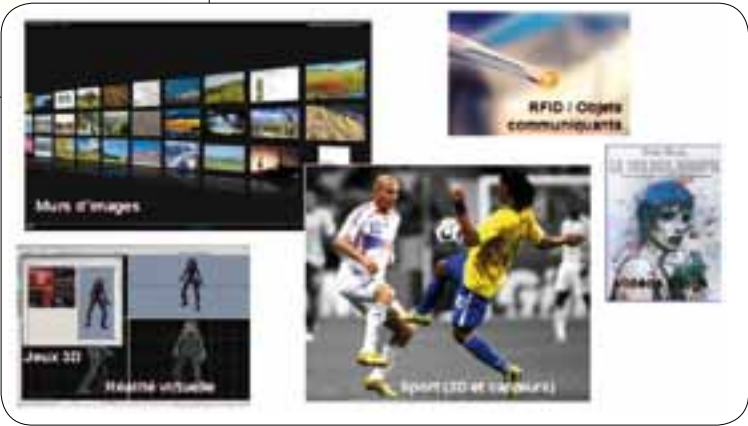 RFID / Objets
communiquants
Murs d'images
Jeux 3D
Réalité virtuelle
Sport (3D et capteurs)